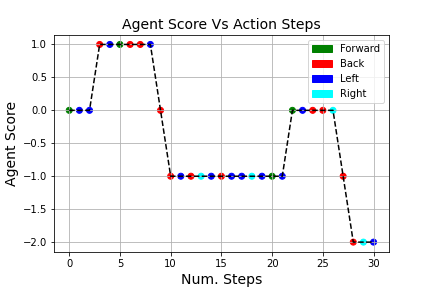 Agent Score Vs Action Steps
Agent Score
1.0
0.5
0.0
−0.5
−1.0
−1.5
−2.0
Forward
Back
Left
Right
0 5 10 15 20 25 30
Num. Steps